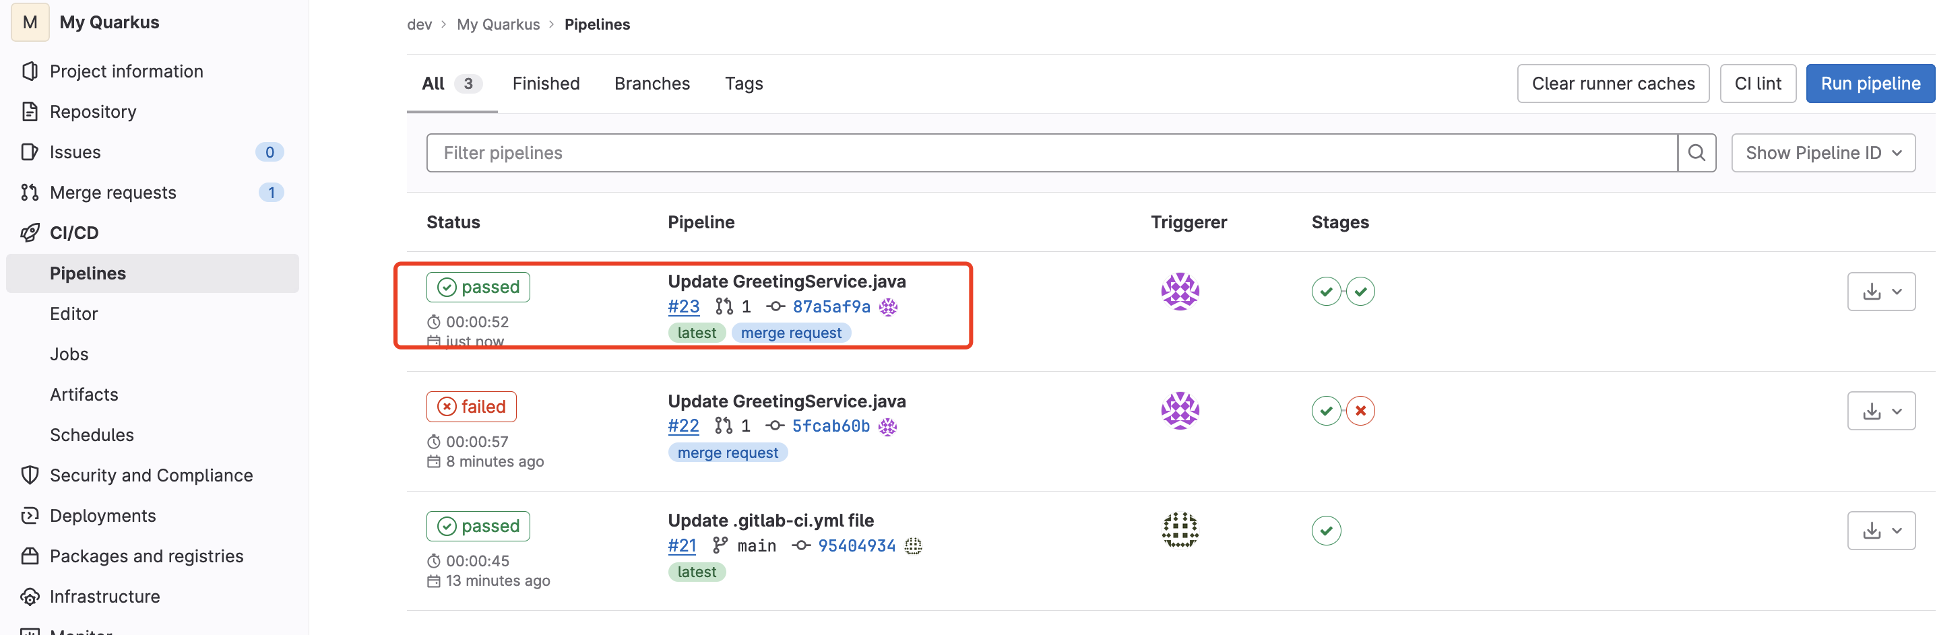 M My Quarkus
Project information
Repository
Issues 0
Merge requests 1
CI/CD
Pipelines
Editor
Jobs
Artifacts
Schedules
Security and Compliance
Deployments
Packages and registries
Infrastructure
Monitor
dev > My Quarkus > Pipelines
All 3 Finished Branches Tags Clear runner caches CI lint Run pipeline
Filter pipelines Show Pipeline ID
Status Pipeline Triggerer Stages
passed Update GreetingService.java
#23 1 87a5af9a
00:00:52 latest merge request
just now
failed Update GreetingService.java
#22 1 5fcab60b
00:00:57 merge request
8 minutes ago
passed Update .gitlab-ci.yml file
#21 main 95404934
00:00:45 latest
13 minutes ago